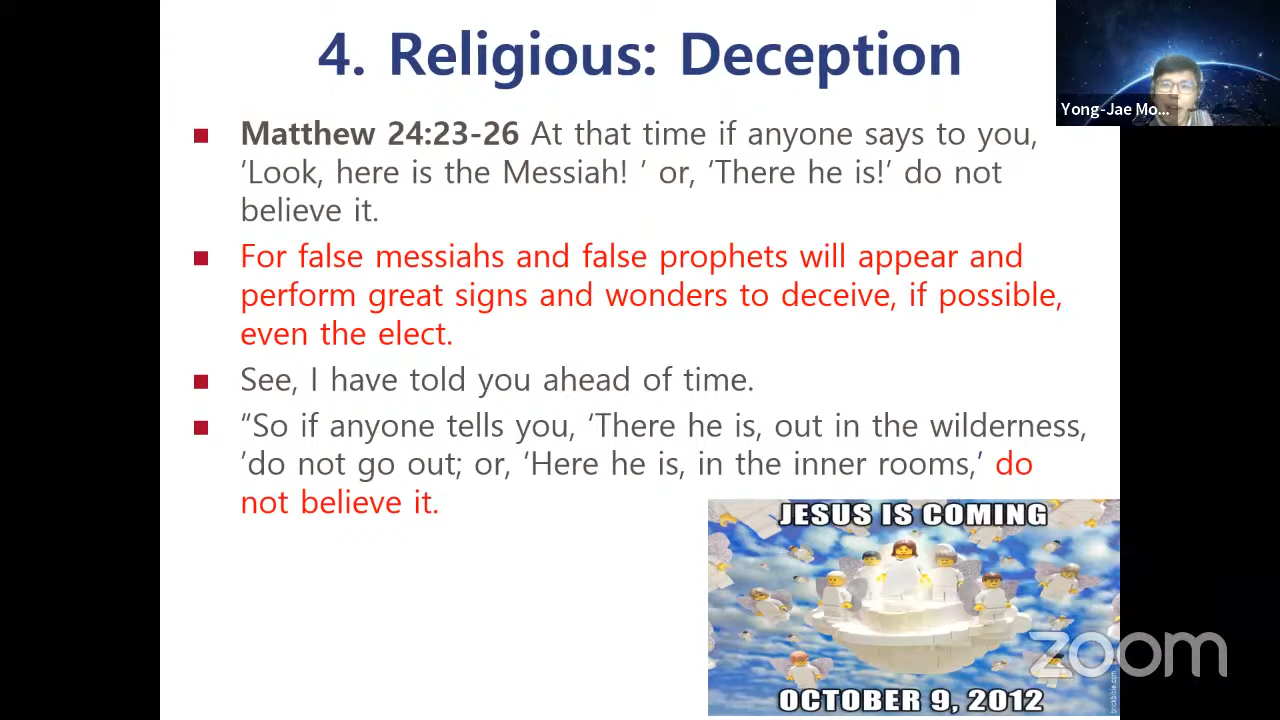 4. Religious: Deception
Yong-Jae Mo...
Matthew 24:23-26 At that time if anyone says to you,
‘Look, here is the Messiah! ’ or, ‘There he is!’ do not
believe it.
For false messiahs and false prophets will appear and
perform great signs and wonders to deceive, if possible,
even the elect.
See, I have told you ahead of time.
“So if anyone tells you, ‘There he is, out in the wilderness,
’do not go out; or, ‘Here he is, in the inner rooms,’ do
not believe it.
JESUS IS COMING
OCTOBER 9, 2012
brickbible.com
zoom